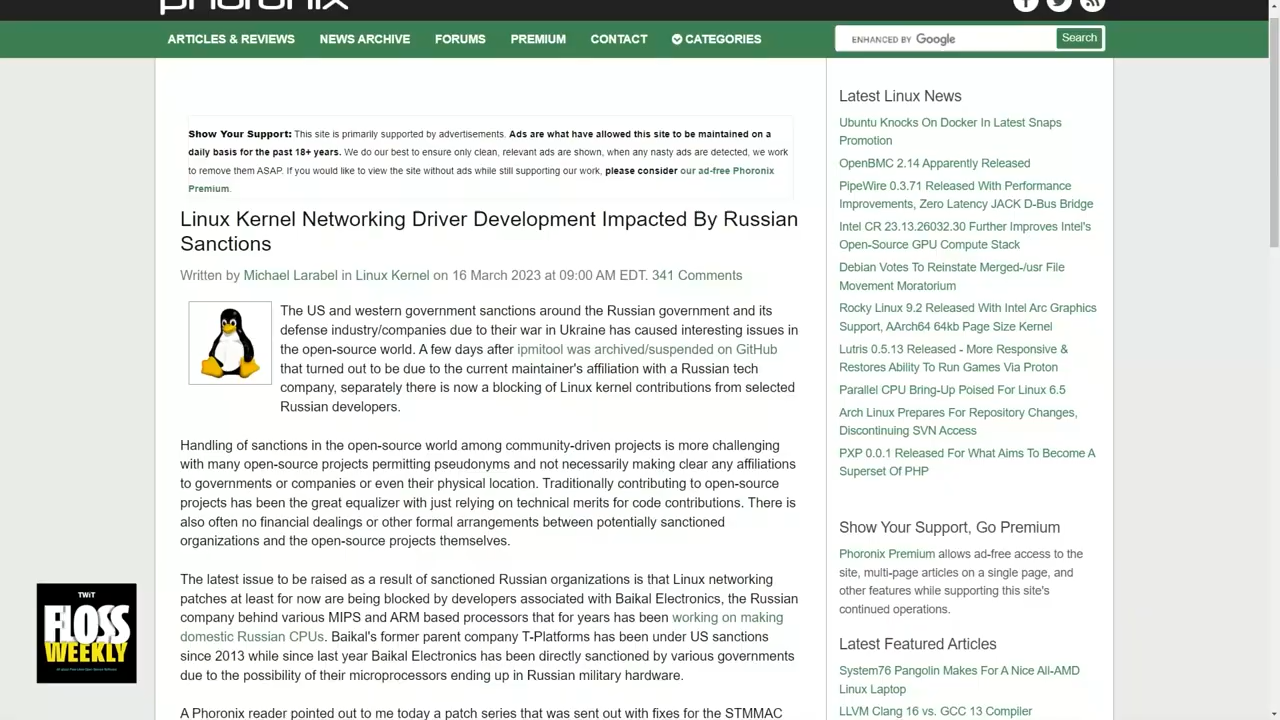 phoronix
ARTICLES & REVIEWS NEWS ARCHIVE FORUMS PREMIUM CONTACT CATEGORIES
ENHANCED BY Google Search
Show Your Support: This site is primarily supported by advertisements. Ads are what have allowed this site to be maintained on a
daily basis for the past 18+ years. We do our best to ensure only clean, relevant ads are shown, when any nasty ads are detected, we work
to remove them ASAP. If you would like to view the site without ads while still supporting our work, please consider our ad-free Phoronix
Premium.
Linux Kernel Networking Driver Development Impacted By Russian
Sanctions
Written by Michael Larabel in Linux Kernel on 16 March 2023 at 09:00 AM EDT. 341 Comments
The US and western government sanctions around the Russian government and its
defense industry/companies due to their war in Ukraine has caused interesting issues in
the open-source world. A few days after ipmitool was archived/suspended on GitHub
that turned out to be due to the current maintainer's affiliation with a Russian tech
company, separately there is now a blocking of Linux kernel contributions from selected
Russian developers.
Handling of sanctions in the open-source world among community-driven projects is more challenging
with many open-source projects permitting pseudonyms and not necessarily making clear any affiliations
to governments or companies or even their physical location. Traditionally contributing to open-source
projects has been the great equalizer with just relying on technical merits for code contributions. There is
also often no financial dealings or other formal arrangements between potentially sanctioned
organizations and the open-source projects themselves.
The latest issue to be raised as a result of sanctioned Russian organizations is that Linux networking
patches at least for now are being blocked by developers associated with Baikal Electronics, the Russian
company behind various MIPS and ARM based processors that for years has been working on making
domestic Russian CPUs. Baikal's former parent company T-Platforms has been under US sanctions
since 2013 while since last year Baikal Electronics has been directly sanctioned by various governments
due to the possibility of their microprocessors ending up in Russian military hardware.
A Phoronix reader pointed out to me today a patch series that was sent out with fixes for the STMMAC
TWiT
FLOSS
WEEKLY
Latest Linux News
Ubuntu Knocks On Docker In Latest Snaps
Promotion
OpenBMC 2.14 Apparently Released
PipeWire 0.3.71 Released With Performance
Improvements, Zero Latency JACK D-Bus Bridge
Intel CR 23.13.26032.30 Further Improves Intel's
Open-Source GPU Compute Stack
Debian Votes To Reinstate Merged-/usr File
Movement Moratorium
Rocky Linux 9.2 Released With Intel Arc Graphics
Support, AArch64 64kb Page Size Kernel
Lutris 0.5.13 Released - More Responsive &
Restores Ability To Run Games Via Proton
Parallel CPU Bring-Up Poised For Linux 6.5
Arch Linux Prepares For Repository Changes,
Discontinuing SVN Access
PXP 0.0.1 Released For What Aims To Become A
Superset Of PHP
Show Your Support, Go Premium
Phoronix Premium allows ad-free access to the
site, multi-page articles on a single page, and
other features while supporting this site's
continued operations.
Latest Featured Articles
System76 Pangolin Makes For A Nice All-AMD
Linux Laptop
LLVM Clang 16 vs. GCC 13 Compiler